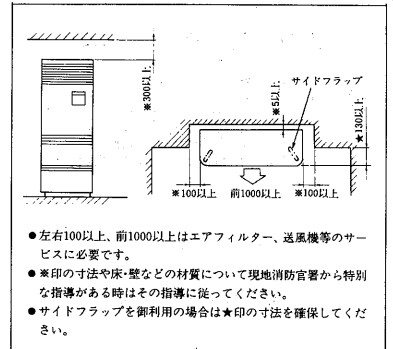 ※300以上
サイドフラップ
※5以上
★130以上
※100以上
前1000以上
※100以上
●左右100以上、前1000以上はエアフィルター、送風機等のサー
ビスに必要です。
●※印の寸法や床・壁などの材質について現地消防官署から特別
な指導がある時はその指導に従ってください。
●サイドフラップを御利用の場合は★印の寸法を確保してくだ
さい。